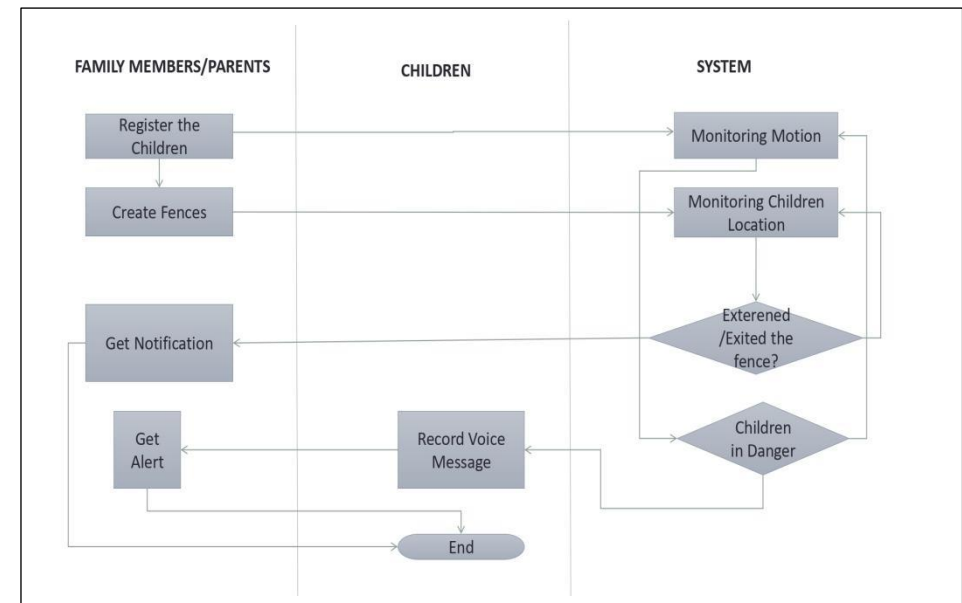 FAMILY MEMBERS/PARENTS
CHILDREN
SYSTEM
Register the
Children
Monitoring Motion
Create Fences
Monitoring Children
Location
Get Notification
Exterened
/Exited the
fence?
Get
Alert
Record Voice
Message
Children
in Danger
End